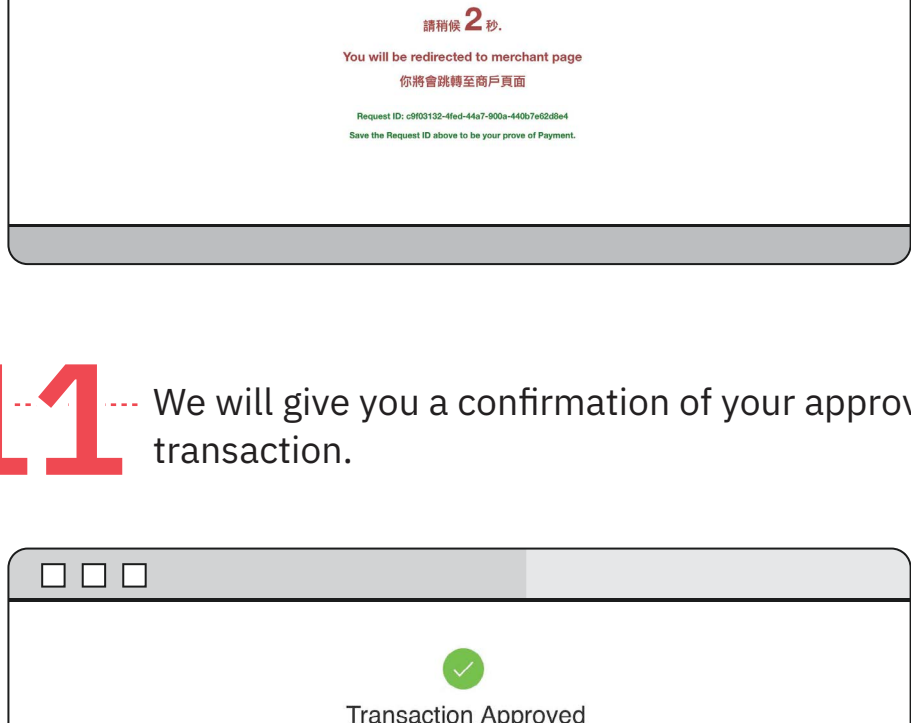 請稍候 2 秒.
You will be redirected to merchant page
你將會跳轉至商戶頁面
Request ID: c9f03132-4fed-44a7-900a-440b7e62d8e4
Save the Request ID above to be your prove of Payment.
11
We will give you a confirmation of your approv
transaction.
Transaction Approved